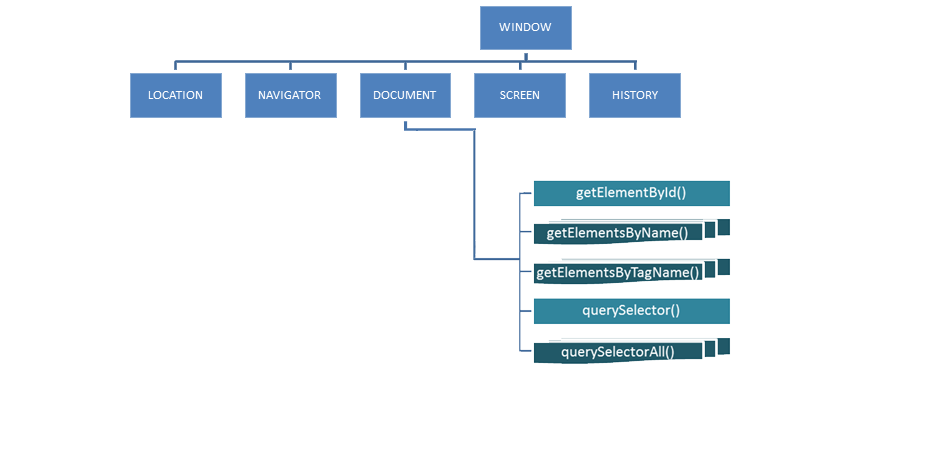 WINDOW
LOCATION
NAVIGATOR
DOCUMENT
SCREEN
HISTORY
getElementById()
getElementsByName()
getElementsByTagName()
querySelector()
querySelectorAll()